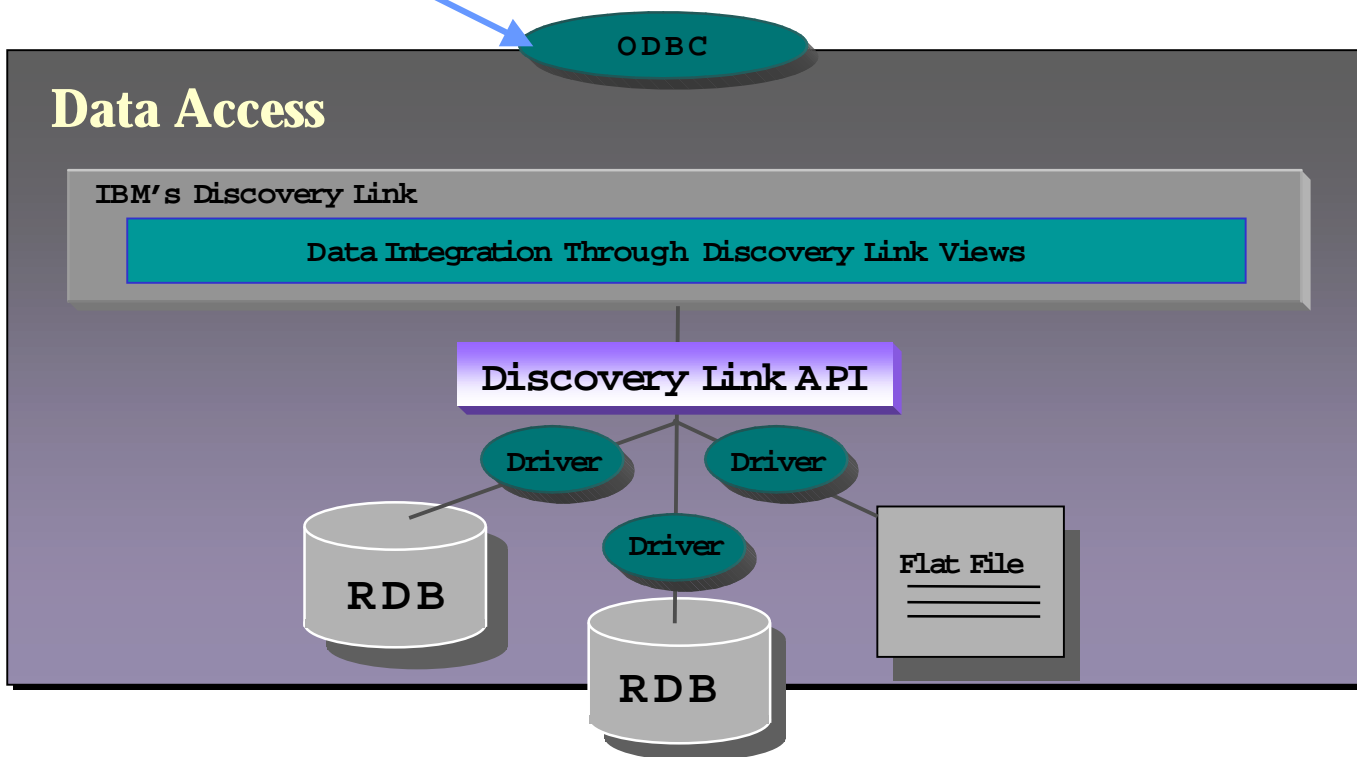 ODBC
Data Access
IBM's Discovery Link
Data Integration Through Discovery Link Views
Discovery Link API
Driver
Driver
Driver
Flat File
RDB
RDB